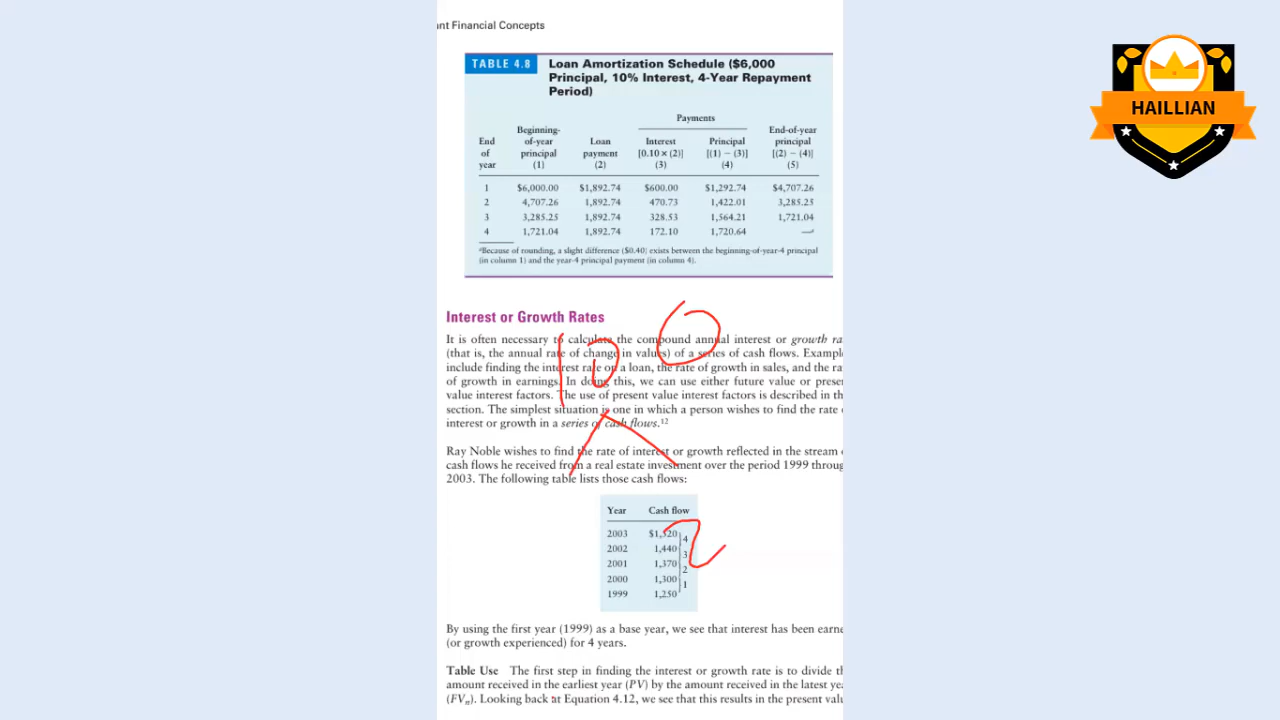 ant Financial Concepts
TABLE 4.8 Loan Amortization Schedule ($6,000
Principal, 10% Interest, 4-Year Repayment
Period)
Payments
End of year Beginning-of-year principal (1) Loan payment (2) Interest [0.10 × (2)] (3) Principal [(1) − (3)] (4) End-of-year principal [(2) − (4)] (5)
1 $6,000.00 $1,892.74 $600.00 $1,292.74 $4,707.26
2 4,707.26 1,892.74 470.73 1,422.01 3,285.25
3 3,285.25 1,892.74 328.53 1,564.21 1,721.04
4 1,721.04 1,892.74 172.10 1,720.64 —ᵃ
ᵃBecause of rounding, a slight difference ($0.40) exists between the beginning-of-year-4 principal
(in column 1) and the year-4 principal payment (in column 4).
Interest or Growth Rates
It is often necessary to calculate the compound annual interest or growth ra
(that is, the annual rate of change in values) of a series of cash flows. Example
include finding the interest rate on a loan, the rate of growth in sales, and the ra
of growth in earnings. In doing this, we can use either future value or prese
value interest factors. The use of present value interest factors is described in th
section. The simplest situation is one in which a person wishes to find the rate
interest or growth in a series of cash flows.¹²
Ray Noble wishes to find the rate of interest or growth reflected in the stream
cash flows he received from a real estate investment over the period 1999 throug
2003. The following table lists those cash flows:
Year Cash flow
2003 $1,520
4
2002 1,440
3
2001 1,370
2
2000 1,300
1
1999 1,250
By using the first year (1999) as a base year, we see that interest has been earne
(or growth experienced) for 4 years.
Table Use The first step in finding the interest or growth rate is to divide th
amount received in the earliest year (PV) by the amount received in the latest yea
(FVₙ). Looking back at Equation 4.12, we see that this results in the present valu
HAILLIAN